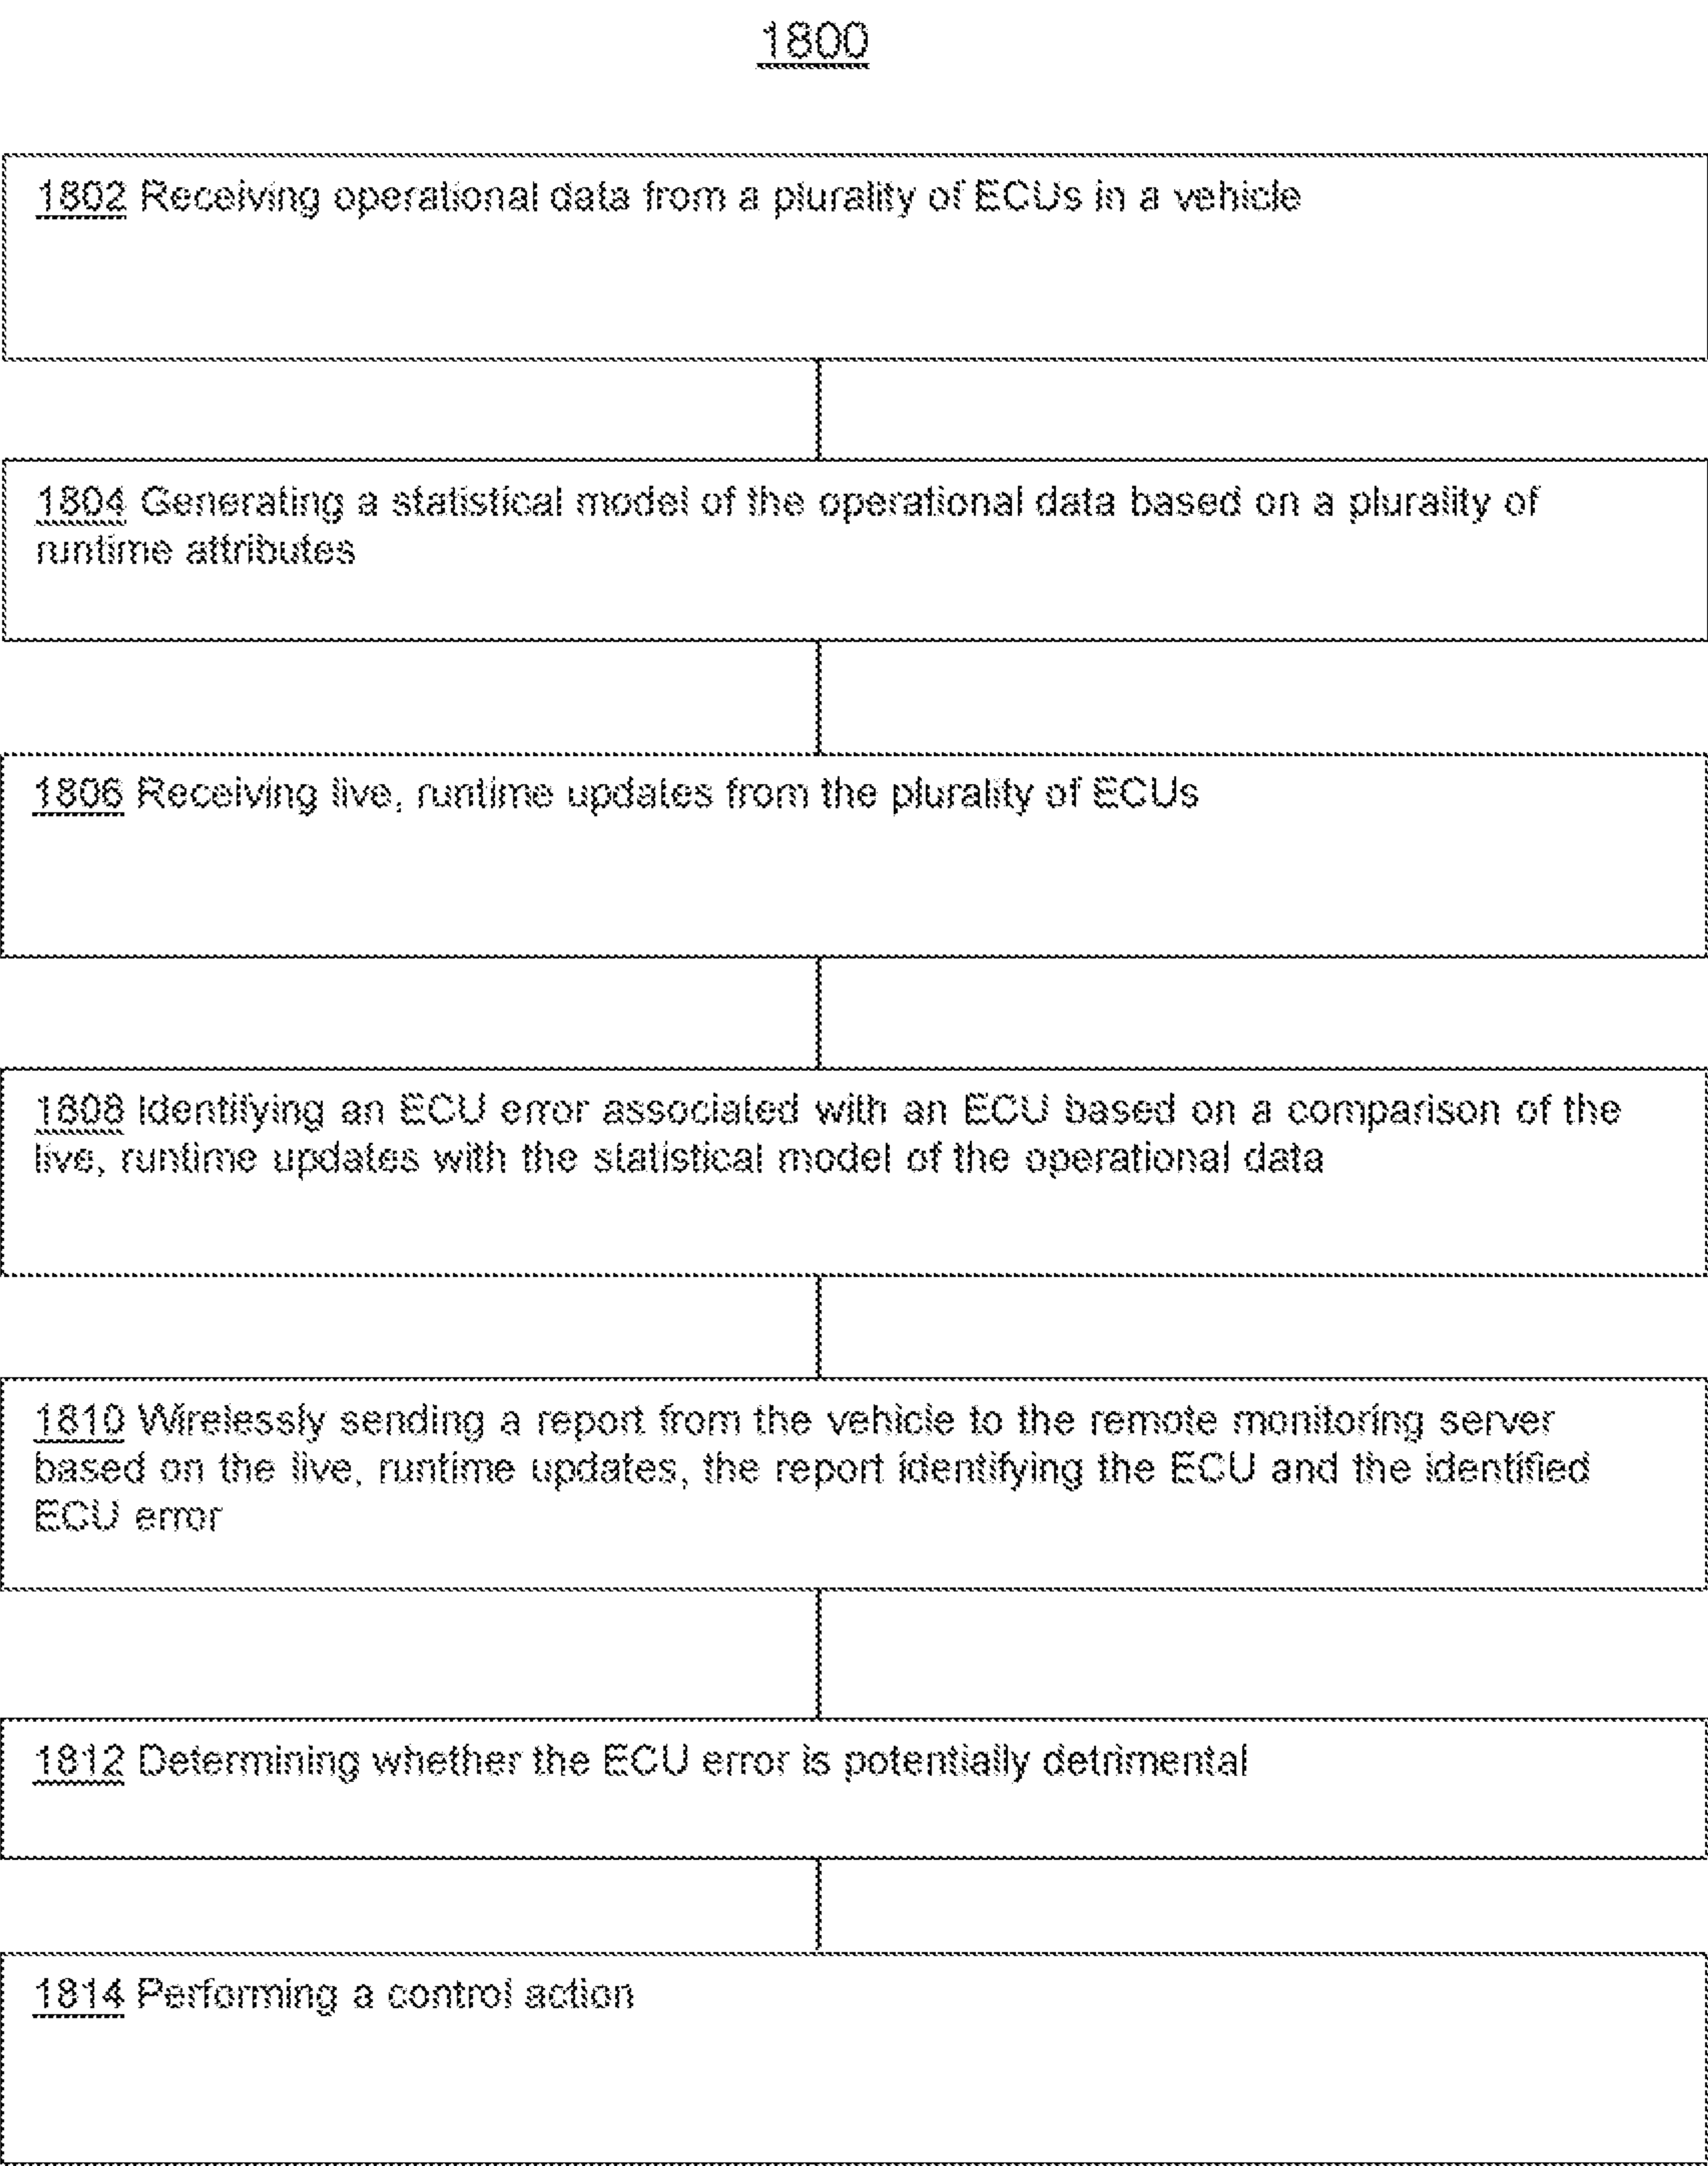 1800
1802 Receiving operational data from a plurality of ECUs in a vehicle
1804 Generating a statistical model of the operational data based on a plurality of
runtime attributes
1806 Receiving live, runtime updates from the plurality of ECUs
1808 Identifying an ECU error associated with an ECU based on a comparison of the
live, runtime updates with the statistical model of the operational data
1810 Wirelessly sending a report from the vehicle to the remote monitoring server
based on the live, runtime updates, the report identifying the ECU and the identified
ECU error
1812 Determining whether the ECU error is potentially detrimental
1814 Performing a control action